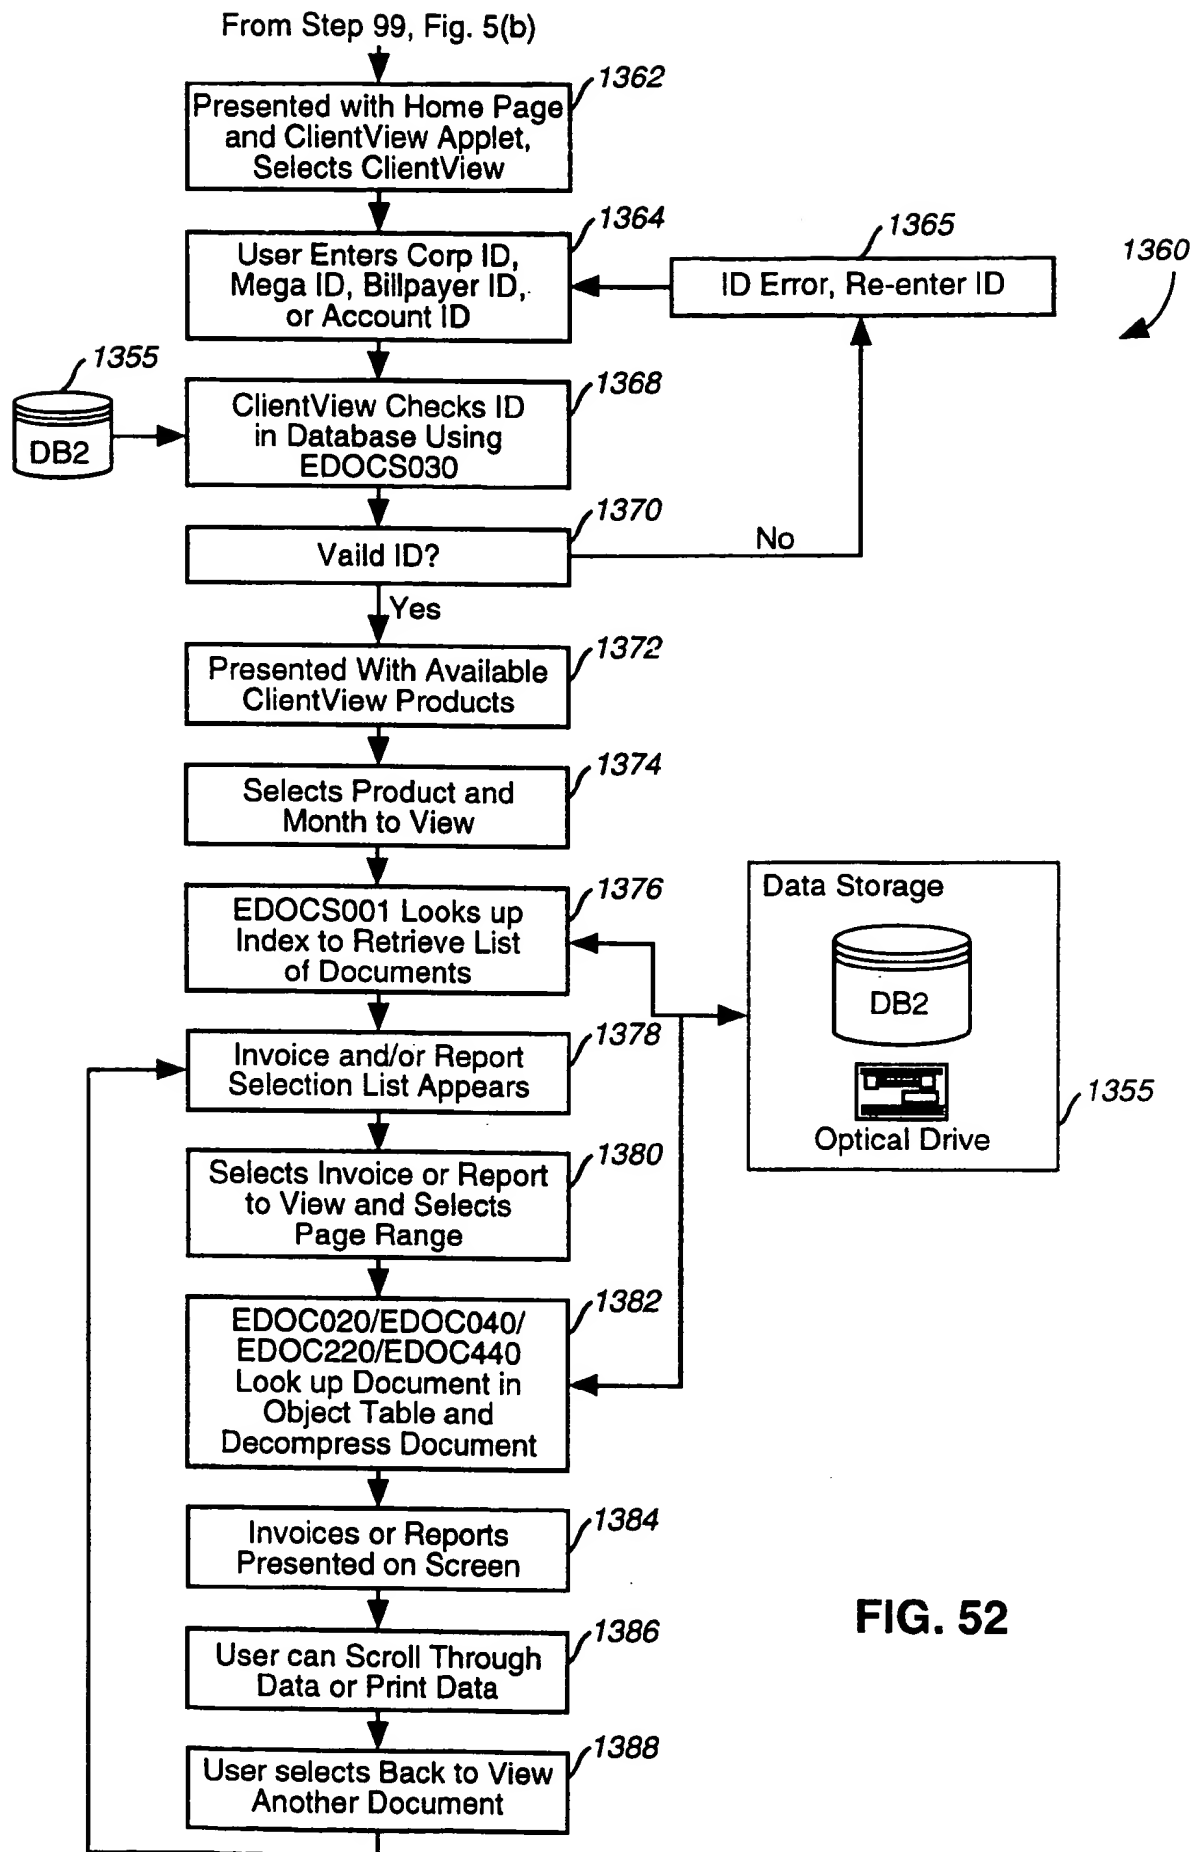 From Step 99, Fig. 5(b)
1362
Presented with Home Page
and ClientView Applet,
Selects ClientView
1364
User Enters Corp ID,
Mega ID, Billpayer ID,
or Account ID
1365
ID Error, Re-enter ID
1360
1355
DB2
1368
ClientView Checks ID
in Database Using
EDOCS030
1370
Vaild ID?
No
Yes
1372
Presented With Available
ClientView Products
1374
Selects Product and
Month to View
1376
EDOCS001 Looks up
Index to Retrieve List
of Documents
Data Storage
DB2
Optical Drive
1355
1378
Invoice and/or Report
Selection List Appears
1380
Selects Invoice or Report
to View and Selects
Page Range
1382
EDOC020/EDOC040/
EDOC220/EDOC440
Look up Document in
Object Table and
Decompress Document
1384
Invoices or Reports
Presented on Screen
1386
User can Scroll Through
Data or Print Data
1388
User selects Back to View
Another Document
FIG. 52